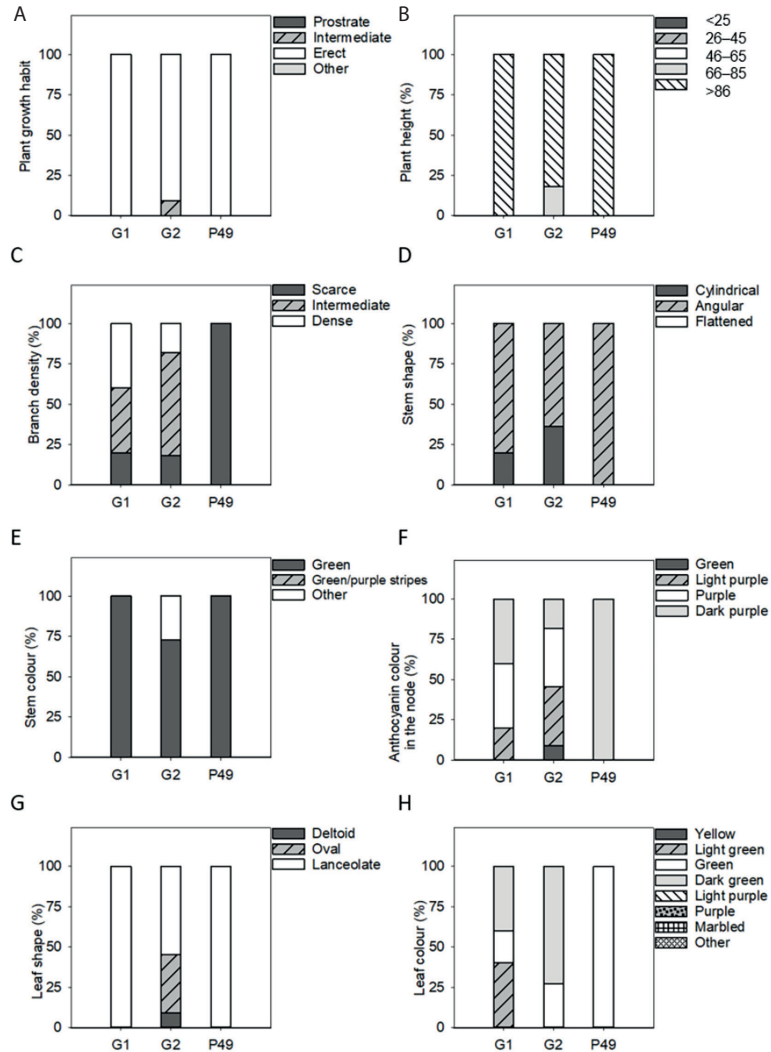 A
Prostrate
Intermediate
Erect
Other
100
75
50
25
0
Plant growth habit
G1 G2 P49
B
<25
26–45
46–65
66–85
>86
100
75
50
25
0
Plant height (%)
G1 G2 P49
C
Scarce
Intermediate
Dense
100
75
50
25
0
Branch density (%)
G1 G2 P49
D
Cylindrical
Angular
Flattened
100
75
50
25
0
Stem shape (%)
G1 G2 P49
E
Green
Green/purple stripes
Other
100
75
50
25
0
Stem colour (%)
G1 G2 P49
F
Green
Light purple
Purple
Dark purple
100
75
50
25
0
Anthocyanin colour
in the node (%)
G1 G2 P49
G
Deltoid
Oval
Lanceolate
100
75
50
25
0
Leaf shape (%)
G1 G2 P49
H
Yellow
Light green
Green
Dark green
Light purple
Purple
Marbled
Other
100
75
50
25
0
Leaf colour (%)
G1 G2 P49